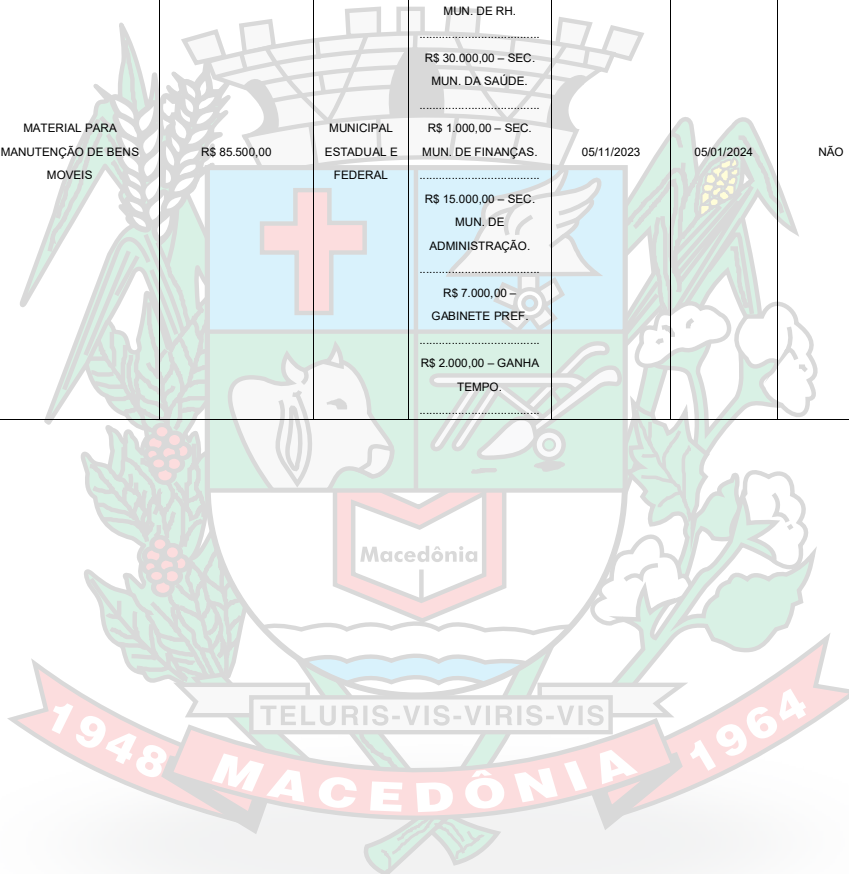 MUN. DE RH.
........................................
R$ 30.000,00 – SEC.
MUN. DA SAÚDE.
........................................
MATERIAL PARA
MANUTENÇÃO DE BENS
MOVEIS
R$ 85.500,00
MUNICIPAL
ESTADUAL E
FEDERAL
R$ 1.000,00 – SEC.
MUN. DE FINANÇAS.
........................................
R$ 15.000,00 – SEC.
MUN. DE
ADMINISTRAÇÃO.
........................................
R$ 7.000,00 –
GABINETE PREF.
........................................
R$ 2.000,00 – GANHA
TEMPO.
........................................
05/11/2023
05/01/2024
NÃO
Macedônia
TELURIS-VIS-VIRIS-VIS
1948
MACEDÔNIA
1964